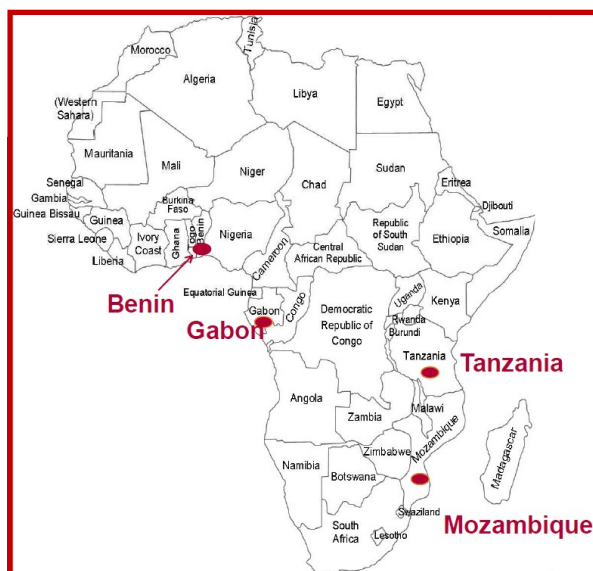 Tunisia
Morocco
Algeria
Libya
Egypt
(Western
Sahara)
Mauritania
Mali
Niger
Chad
Sudan
Eritrea
Senegal
Gambia
Guinea Bissau
Guinea
Sierra Leone
Liberia
Ivory
Coast
Burkina
Faso
Ghana
Togo
Benin
Nigeria
Cameroon
Central
African Republic
Republic
of South
Sudan
Ethiopia
Djibouti
Somalia
Benin
Equatorial Guinea
Gabon
Gabon
Congo
Democratic
Republic of
Congo
Uganda
Kenya
Rwanda
Burundi
Tanzania
Tanzania
Angola
Zambia
Malawi
Mozambique
Zimbabwe
Namibia
Botswana
Madagascar
Swaziland
Mozambique
South
Africa
Lesotho